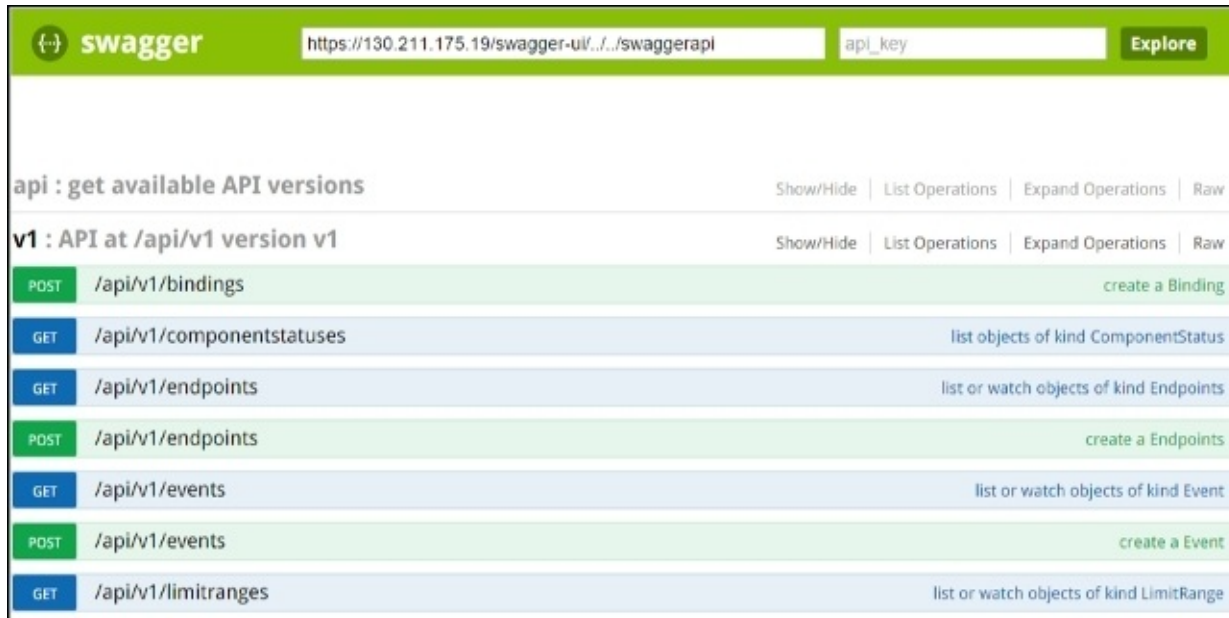 {··} swagger https://130.211.175.19/swagger-ui/../../swaggerapi api_key Explore
api : get available API versions Show/Hide | List Operations | Expand Operations | Raw
v1 : API at /api/v1 version v1 Show/Hide | List Operations | Expand Operations | Raw
POST /api/v1/bindings create a Binding
GET /api/v1/componentstatuses list objects of kind ComponentStatus
GET /api/v1/endpoints list or watch objects of kind Endpoints
POST /api/v1/endpoints create a Endpoints
GET /api/v1/events list or watch objects of kind Event
POST /api/v1/events create a Event
GET /api/v1/limitranges list or watch objects of kind LimitRange